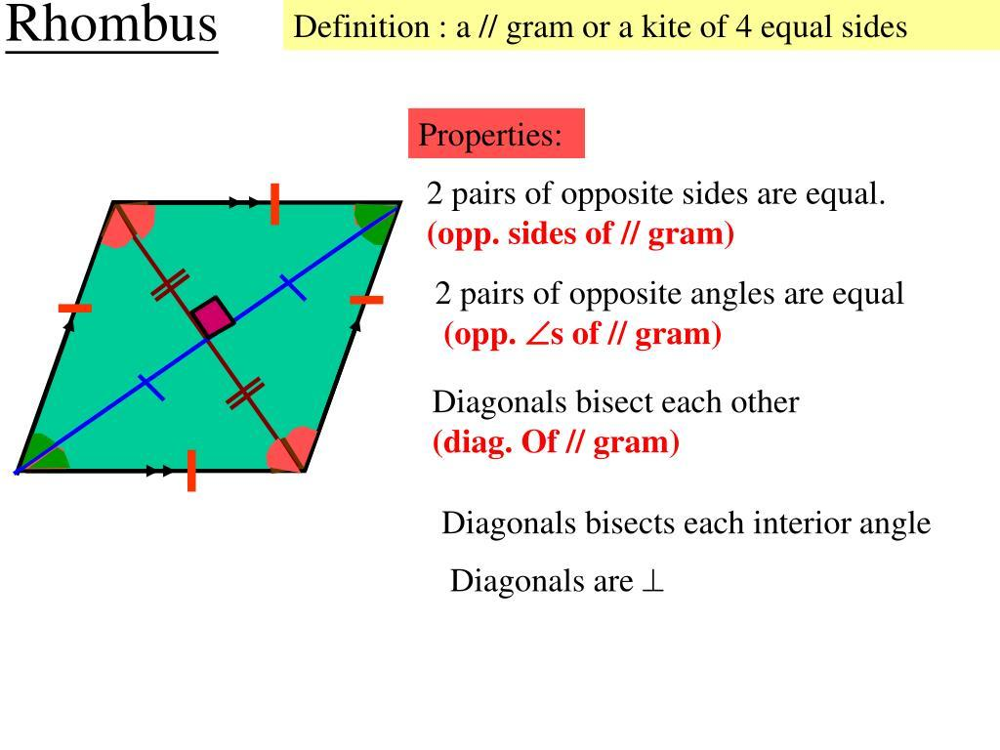 Rhombus
Definition : a // gram or a kite of 4 equal sides
Properties:
2 pairs of opposite sides are equal.
(opp. sides of // gram)
2 pairs of opposite angles are equal
(opp. ∠s of // gram)
Diagonals bisect each other
(diag. Of // gram)
Diagonals bisects each interior angle
Diagonals are ⊥